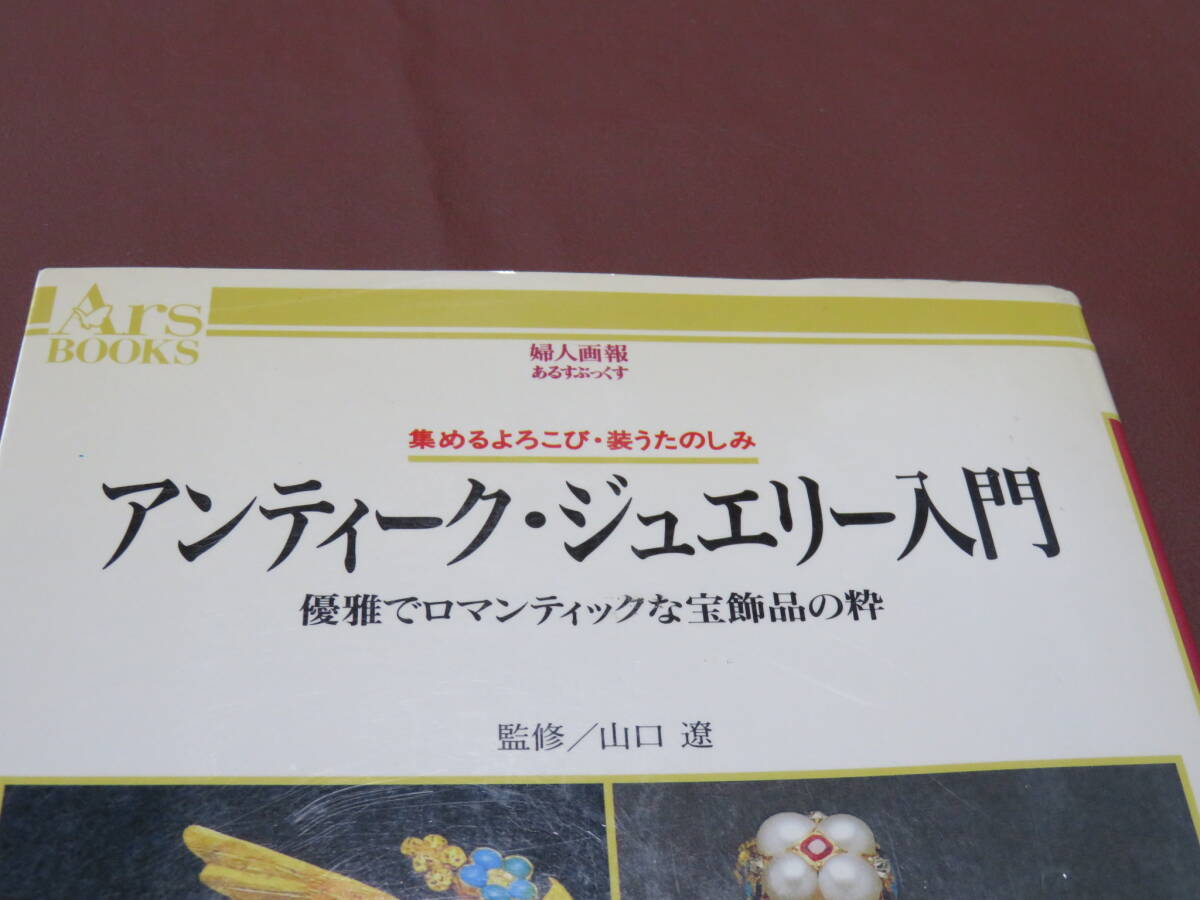 Ars
BOOKS
婦人画報
あるすぶっくす
集めるよろこび・装うたのしみ
アンティーク・ジュエリー入門
優雅でロマンティックな宝飾品の粋
監修／山口 遼